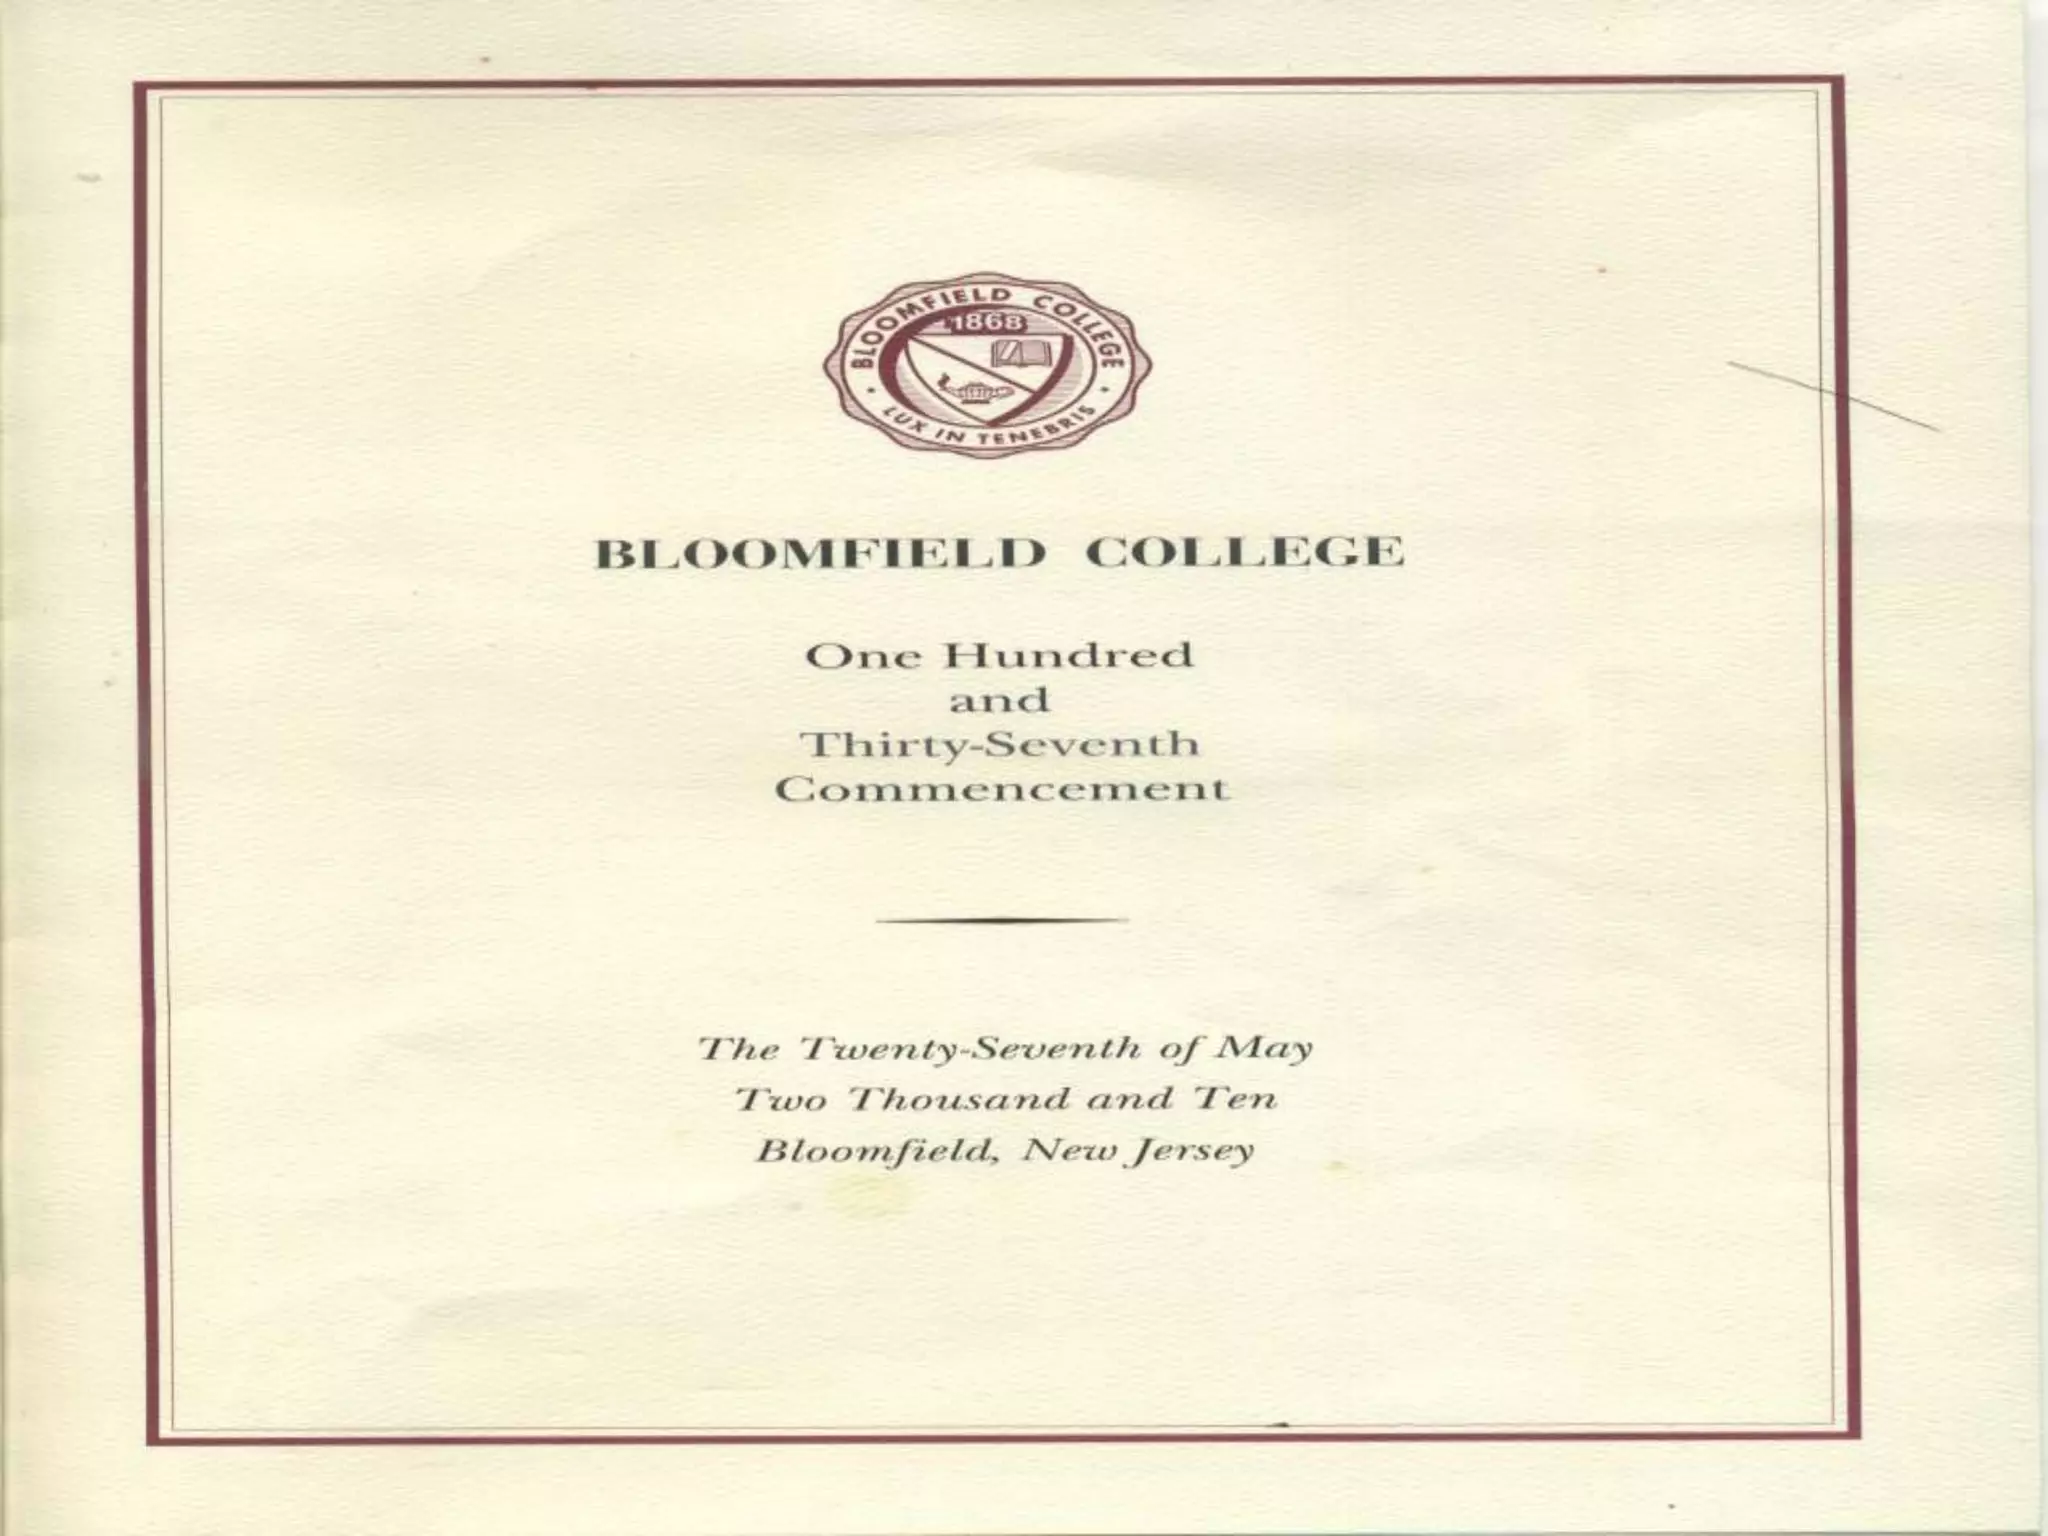 BLOOMFIELD COLLEGE
1868
LUX IN TENEBRIS
BLOOMFIELD COLLEGE
One Hundred
and
Thirty-Seventh
Commencement
The Twenty-Seventh of May
Two Thousand and Ten
Bloomfield, New Jersey